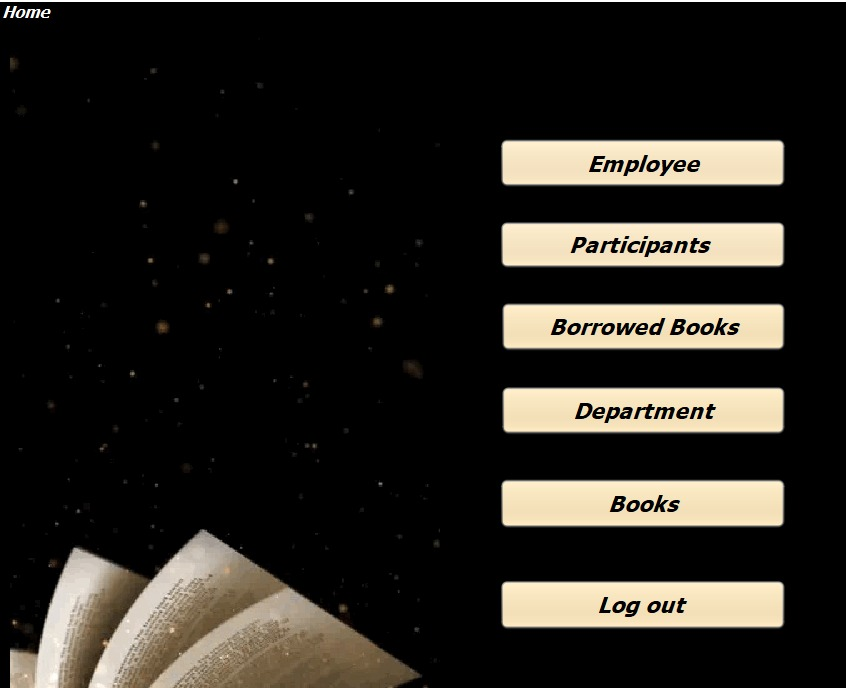 Home
Employee
Participants
Borrowed Books
Department
Books
Log out